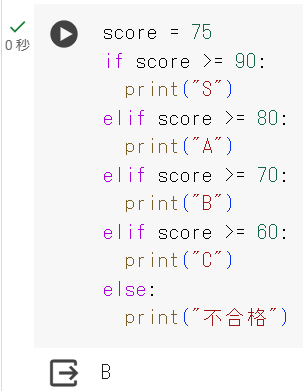 score = 75
if score >= 90:
  print("S")
elif score >= 80:
  print("A")
elif score >= 70:
  print("B")
elif score >= 60:
  print("C")
else:
  print("不合格")
0 秒
B